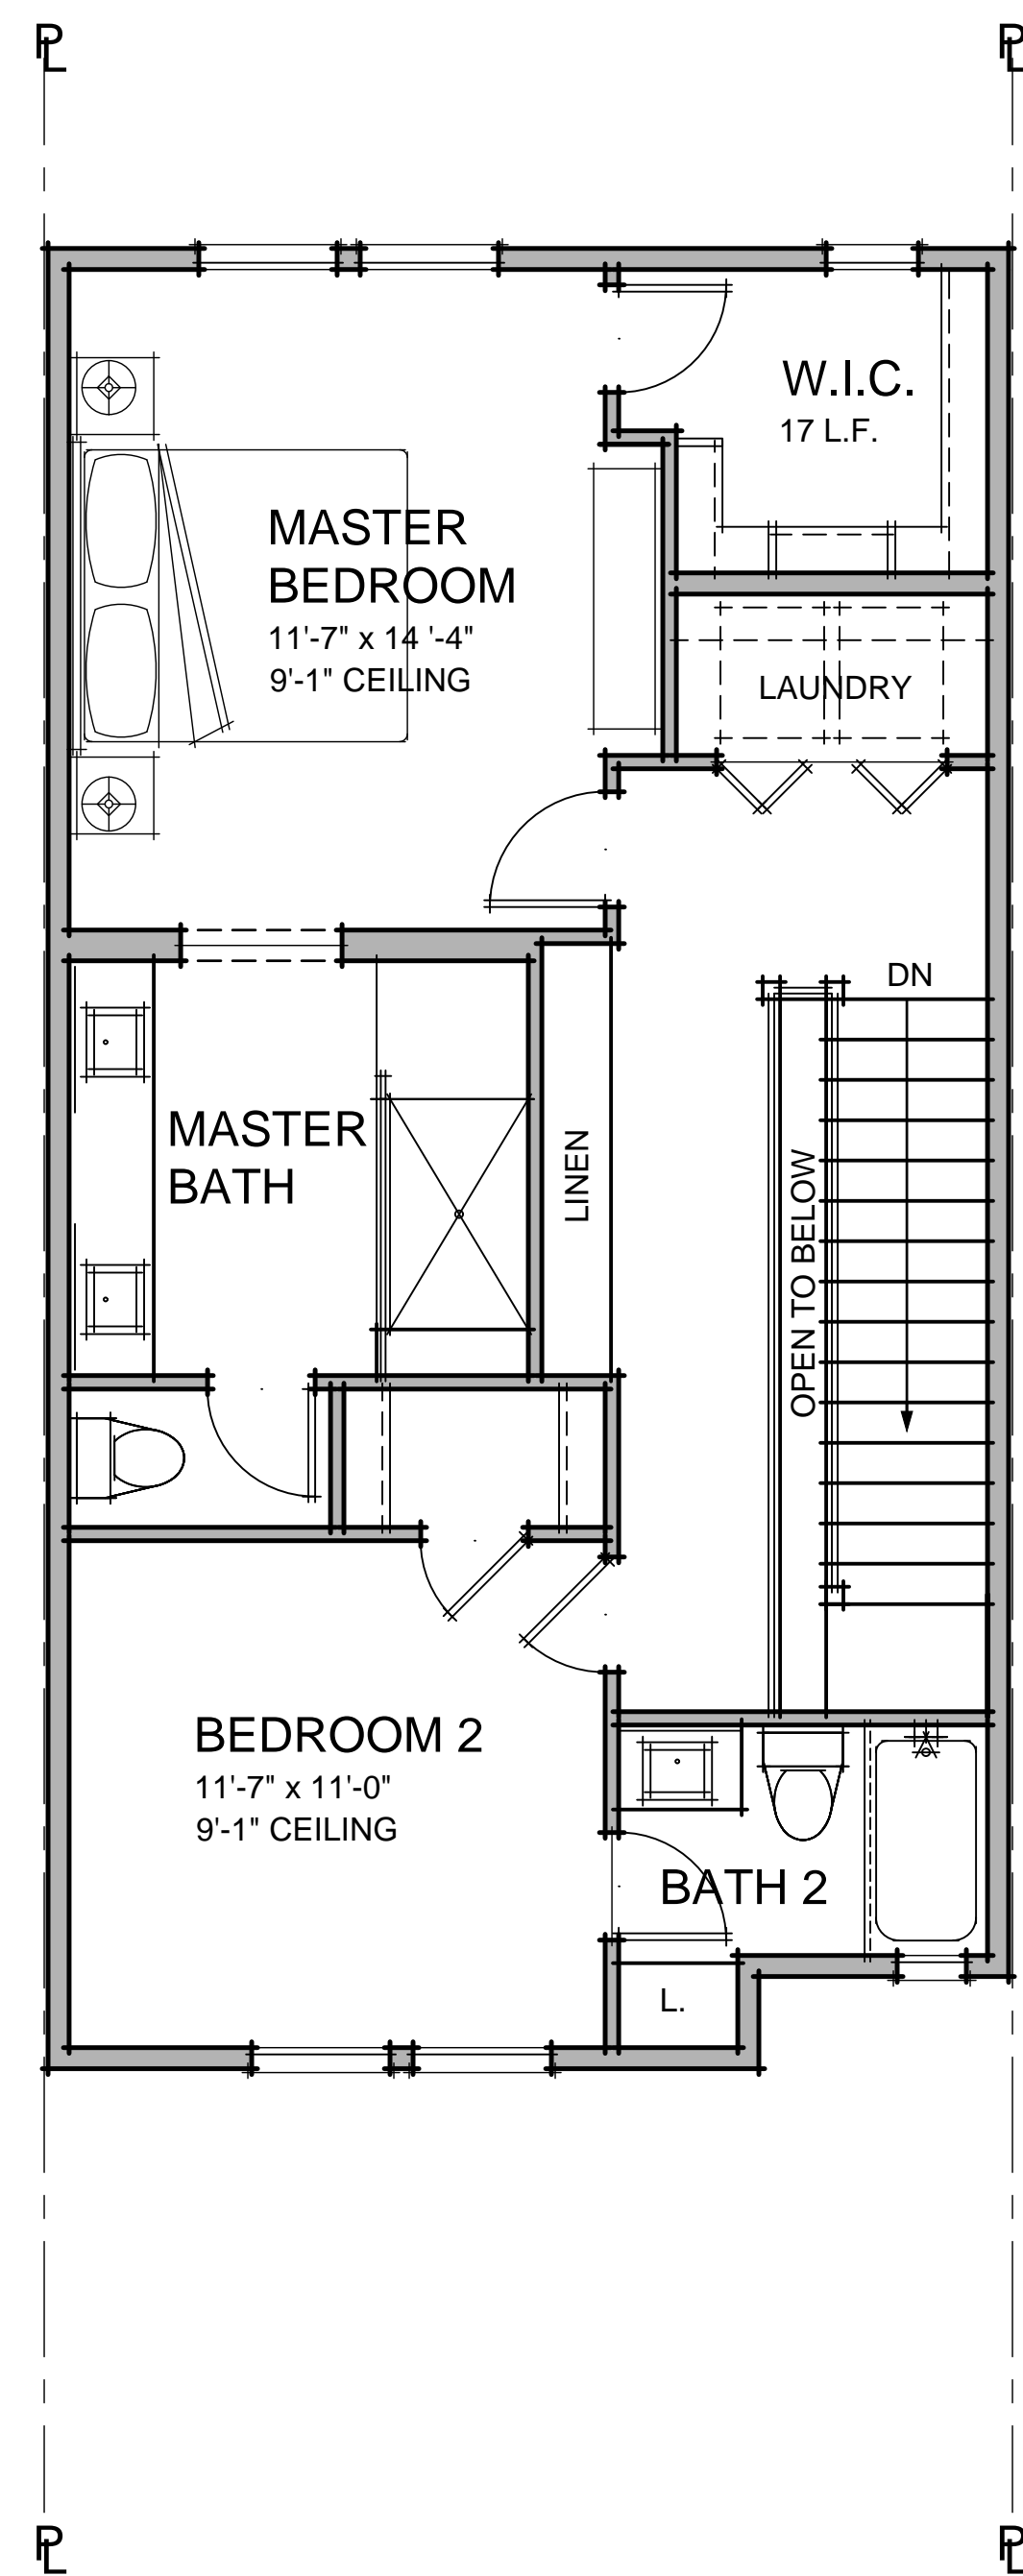 PL PL
W.I.C.
17 L.F.
MASTER
BEDROOM
11'-7" x 14 '-4"
9'-1" CEILING
LAUNDRY
DN
MASTER
BATH
LINEN
OPEN TO BELOW
BEDROOM 2
11'-7" x 11'-0"
9'-1" CEILING
BATH 2
L.
PL PL